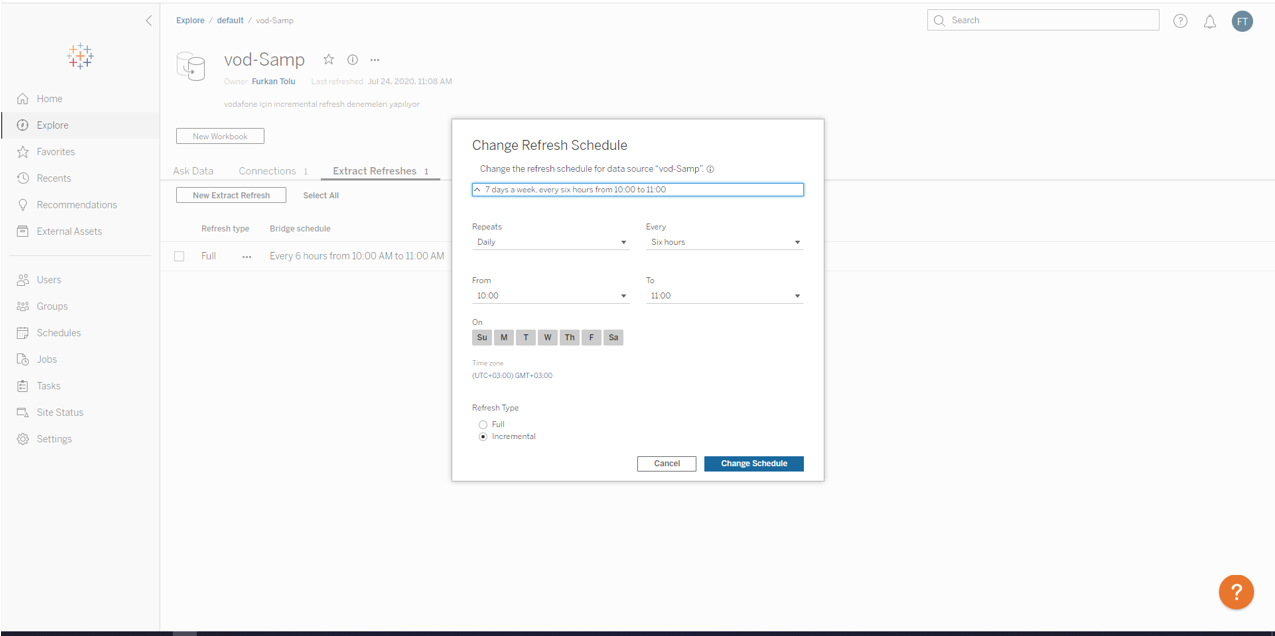 Explore / default / vod-Samp
Search
?
FT
vod-Samp
Owner Furkan Tolu Last refreshed Jul 24, 2020, 11:08 AM
vodafone için incremental refresh denemeleri yapılıyor
New Workbook
Ask Data Connections 1 Extract Refreshes 1
New Extract Refresh Select All
Refresh type Bridge schedule
Full ... Every 6 hours from 10:00 AM to 11:00 AM
Home
Explore
Favorites
Recents
Recommendations
External Assets
Users
Groups
Schedules
Jobs
Tasks
Site Status
Settings
Change Refresh Schedule
Change the refresh schedule for data source "vod-Samp".
7 days a week, every six hours from 10:00 to 11:00
Repeats Every
Daily Six hours
From To
10:00 11:00
On
Su M T W Th F Sa
Time zone
(UTC+03:00) GMT+03:00
Refresh Type
Full
Incremental
Cancel Change Schedule
?